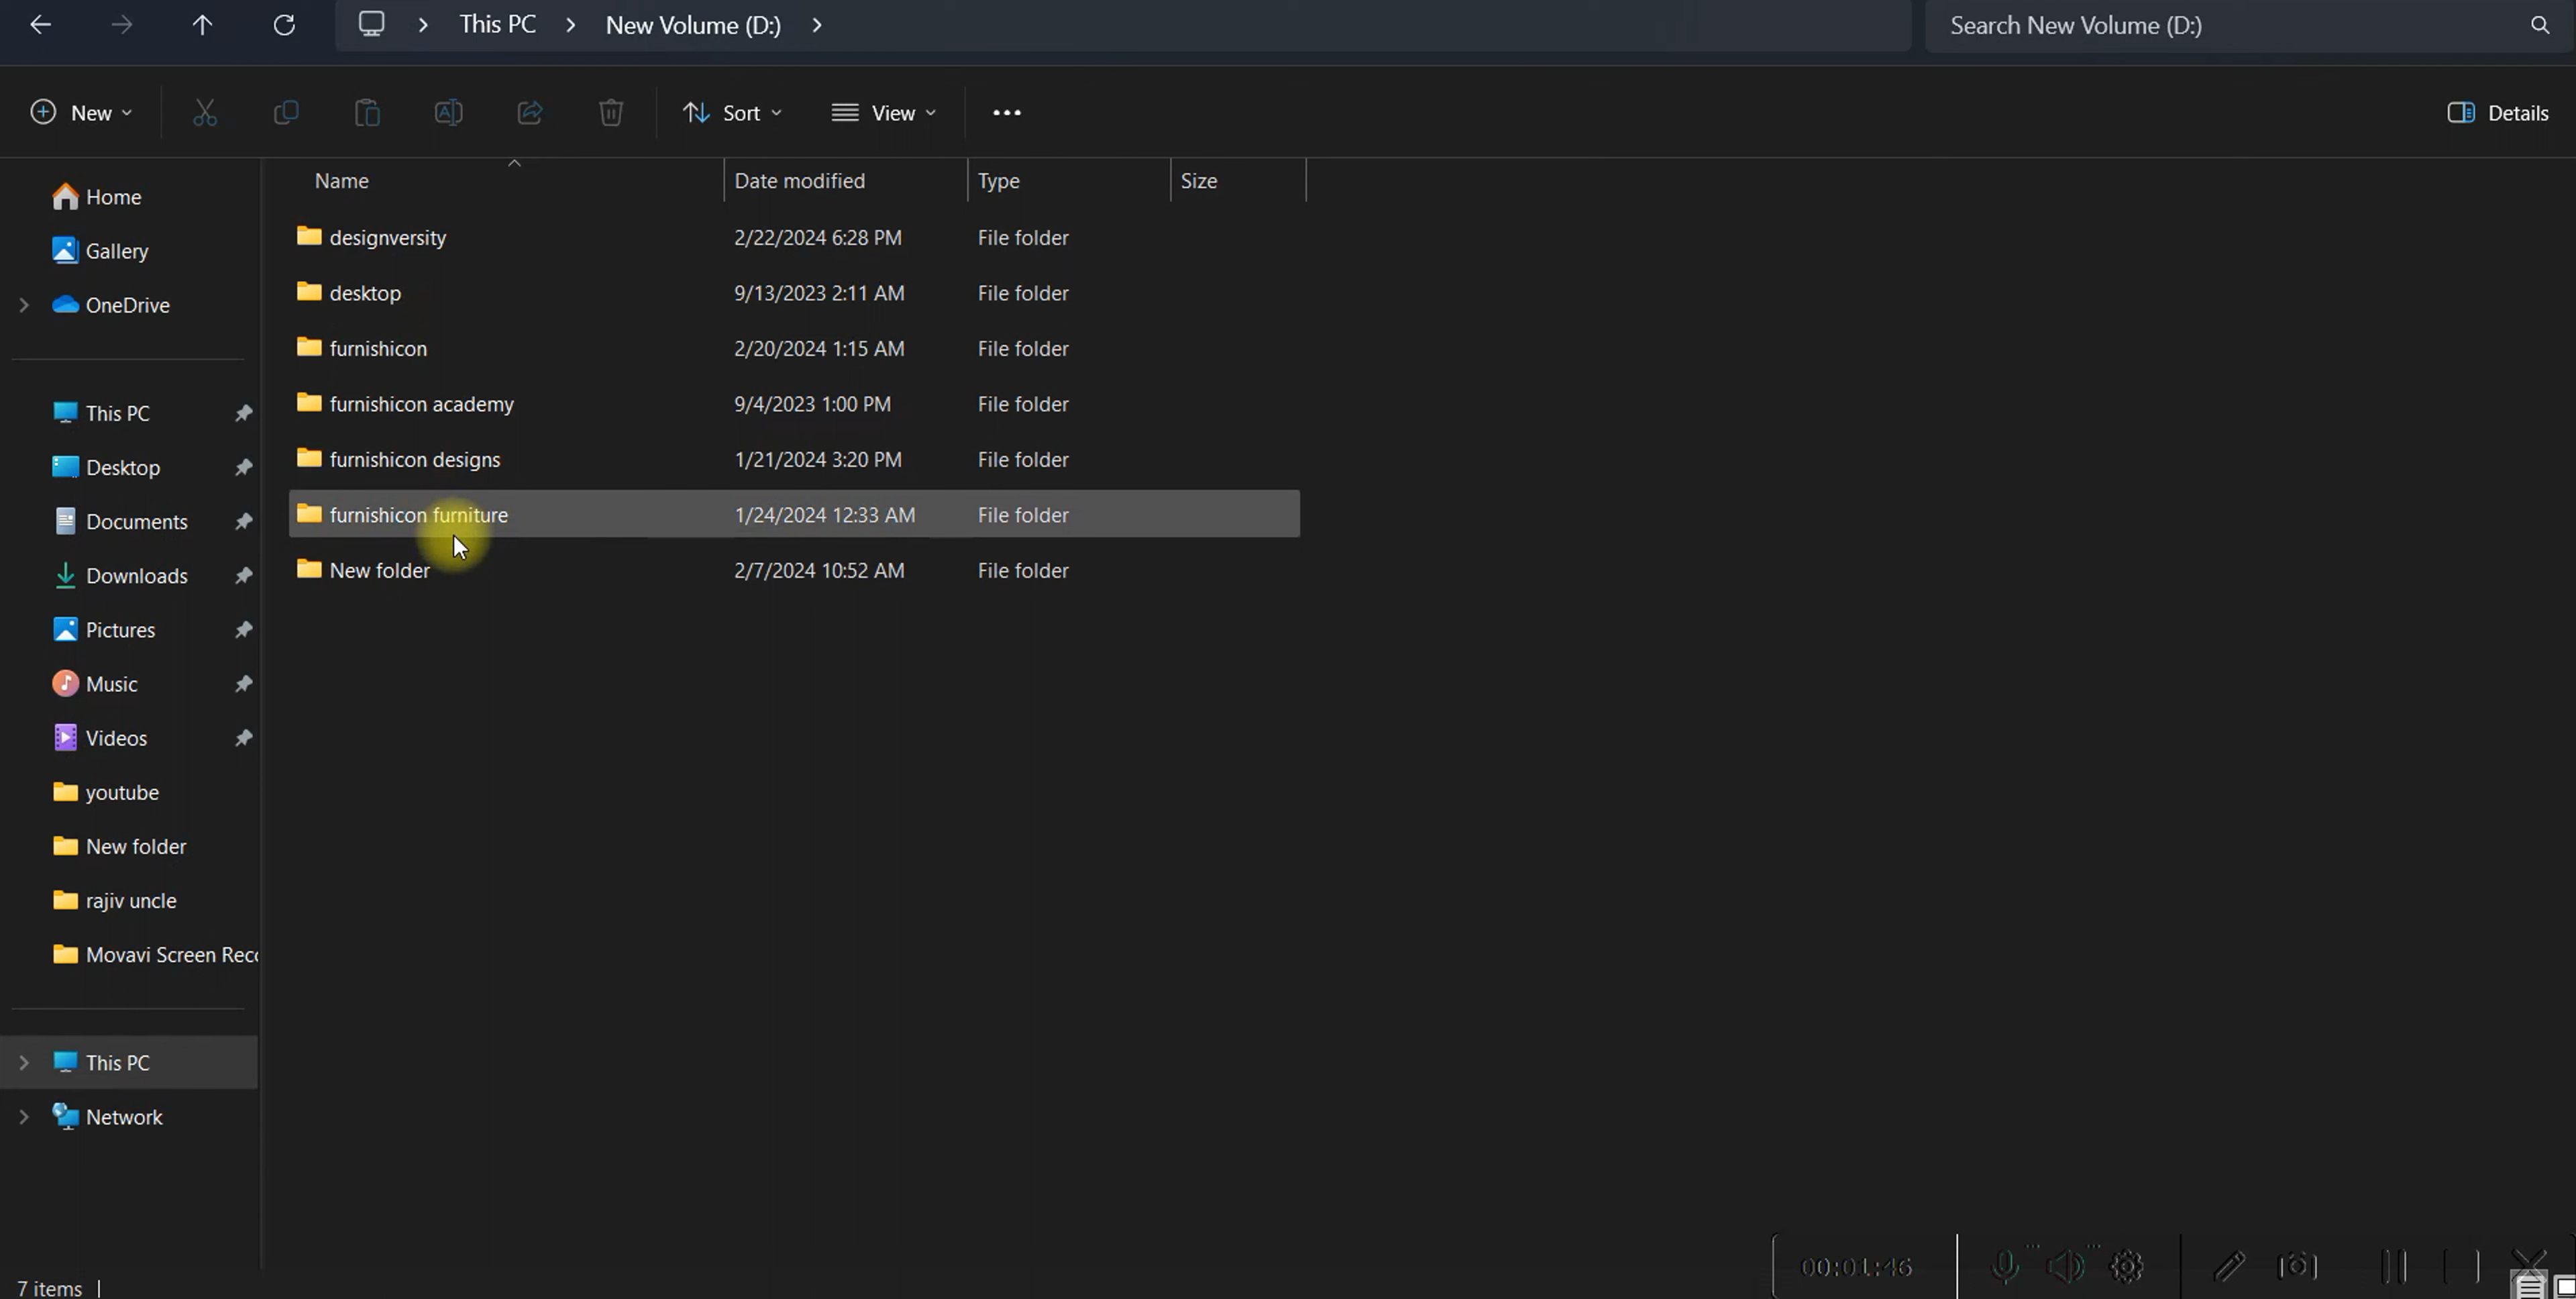 This PC > New Volume (D:) >
Search New Volume (D:)
New
Sort
View
Details
Home
Gallery
OneDrive
This PC
Desktop
Documents
Downloads
Pictures
Music
Videos
youtube
New folder
rajiv uncle
Movavi Screen Reco
This PC
Network
Name Date modified Type Size
designversity 2/22/2024 6:28 PM File folder
desktop 9/13/2023 2:11 AM File folder
furnishicon 2/20/2024 1:15 AM File folder
furnishicon academy 9/4/2023 1:00 PM File folder
furnishicon designs 1/21/2024 3:20 PM File folder
furnishicon furniture 1/24/2024 12:33 AM File folder
New folder 2/7/2024 10:52 AM File folder
00:01:46
7 items